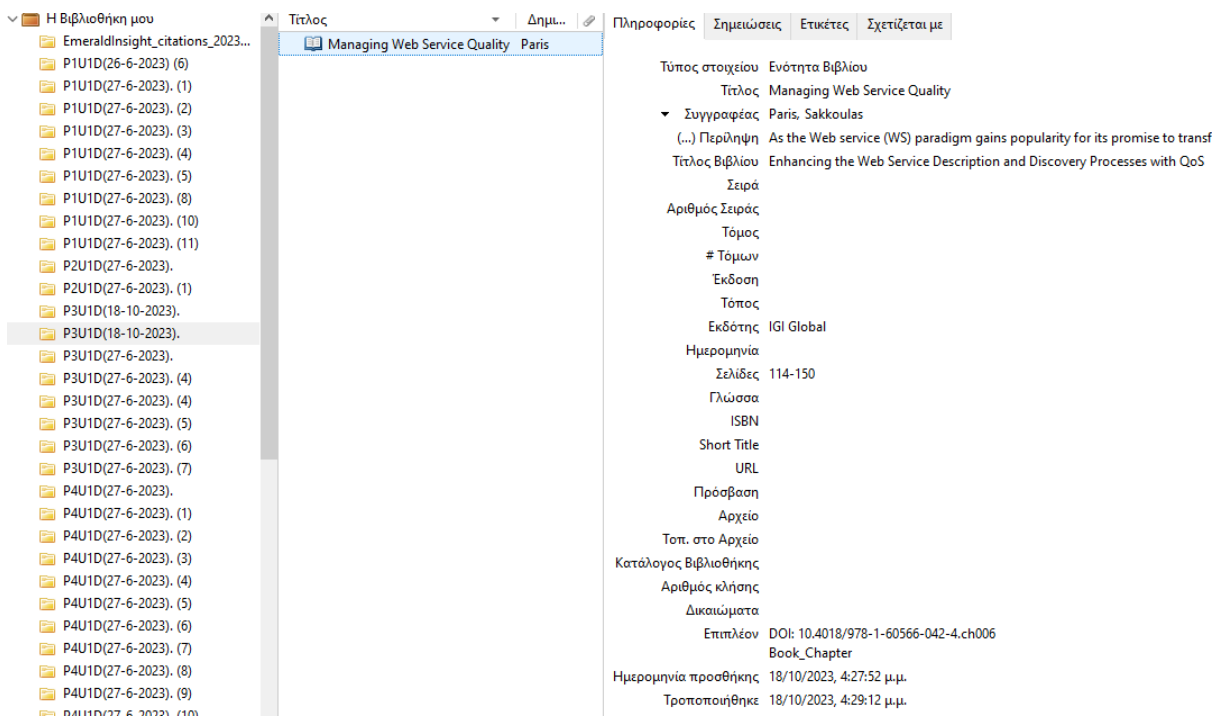 Η Βιβλιοθήκη μου
EmeraldInsight_citations_2023...
P1U1D(26-6-2023) (6)
P1U1D(27-6-2023). (1)
P1U1D(27-6-2023). (2)
P1U1D(27-6-2023). (3)
P1U1D(27-6-2023). (4)
P1U1D(27-6-2023). (5)
P1U1D(27-6-2023). (8)
P1U1D(27-6-2023). (10)
P1U1D(27-6-2023). (11)
P2U1D(27-6-2023).
P2U1D(27-6-2023). (1)
P3U1D(18-10-2023).
P3U1D(18-10-2023).
P3U1D(27-6-2023).
P3U1D(27-6-2023). (4)
P3U1D(27-6-2023). (4)
P3U1D(27-6-2023). (5)
P3U1D(27-6-2023). (6)
P3U1D(27-6-2023). (7)
P4U1D(27-6-2023).
P4U1D(27-6-2023). (1)
P4U1D(27-6-2023). (2)
P4U1D(27-6-2023). (3)
P4U1D(27-6-2023). (4)
P4U1D(27-6-2023). (5)
P4U1D(27-6-2023). (6)
P4U1D(27-6-2023). (7)
P4U1D(27-6-2023). (8)
P4U1D(27-6-2023). (9)
P4U1D(27-6-2023). (10)
Τίτλος Δημι...
Managing Web Service Quality Paris
Πληροφορίες Σημειώσεις Ετικέτες Σχετίζεται με
Τύπος στοιχείου Ενότητα Βιβλίου
Τίτλος Managing Web Service Quality
Συγγραφέας Paris, Sakkoulas
(...) Περίληψη As the Web service (WS) paradigm gains popularity for its promise to transf
Τίτλος Βιβλίου Enhancing the Web Service Description and Discovery Processes with QoS
Σειρά
Αριθμός Σειράς
Τόμος
# Τόμων
Έκδοση
Τόπος
Εκδότης IGI Global
Ημερομηνία
Σελίδες 114-150
Γλώσσα
ISBN
Short Title
URL
Πρόσβαση
Αρχείο
Τοπ. στο Αρχείο
Κατάλογος Βιβλιοθήκης
Αριθμός κλήσης
Δικαιώματα
Επιπλέον DOI: 10.4018/978-1-60566-042-4.ch006
Book_Chapter
Ημερομηνία προσθήκης 18/10/2023, 4:27:52 μ.μ.
Τροποποιήθηκε 18/10/2023, 4:29:12 μ.μ.